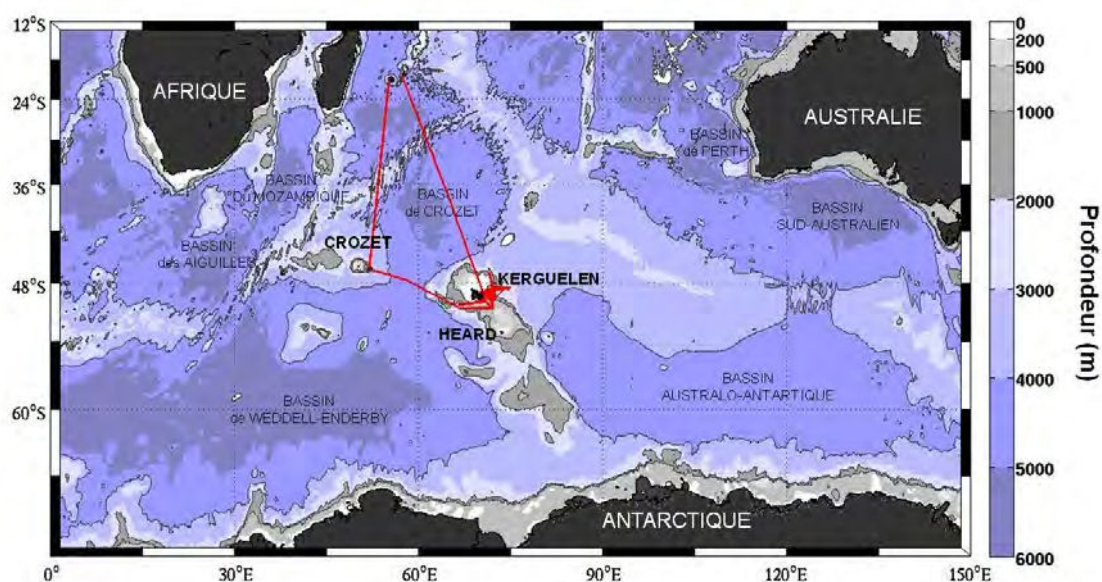 12°S
24°S
36°S
48°S
60°S
AFRIQUE
AUSTRALIE
BASSIN
de PERTH
BASSIN
DU MOZAMBIQUE
BASSIN
de CROZET
BASSIN
SUD-AUSTRALIEN
BASSIN
des AIGUILLES
CROZET
KERGUELEN
HEARD
BASSIN
de WEDDELL-ENDERBY
BASSIN
AUSTRALO-ANTARTIQUE
ANTARCTIQUE
0°
30°E
60°E
90°E
120°E
150°E
0
200
500
1000
2000
3000
4000
5000
6000
Profondeur (m)